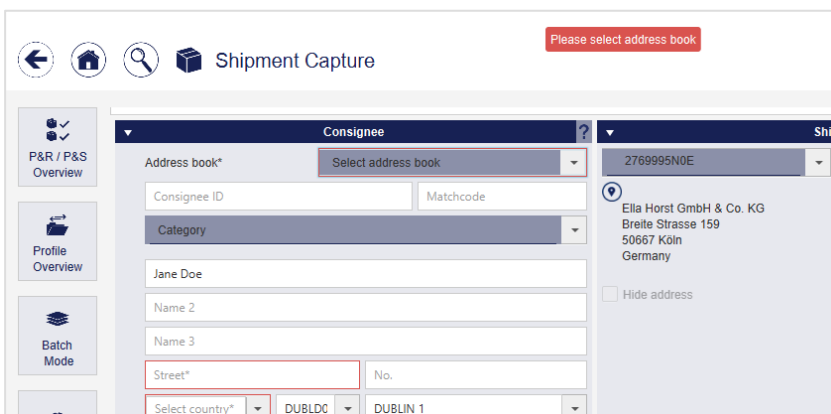 Please select address book
Shipment Capture
P&R / P&S
Overview
Profile
Overview
Batch
Mode
Consignee
?
Address book*
Select address book
Consignee ID
Matchcode
Category
Jane Doe
Name 2
Name 3
Street*
No.
Select country*
DUBLIN 1
2769995N0E
Ella Horst GmbH & Co. KG
Breite Strasse 159
50667 Köln
Germany
Hide address